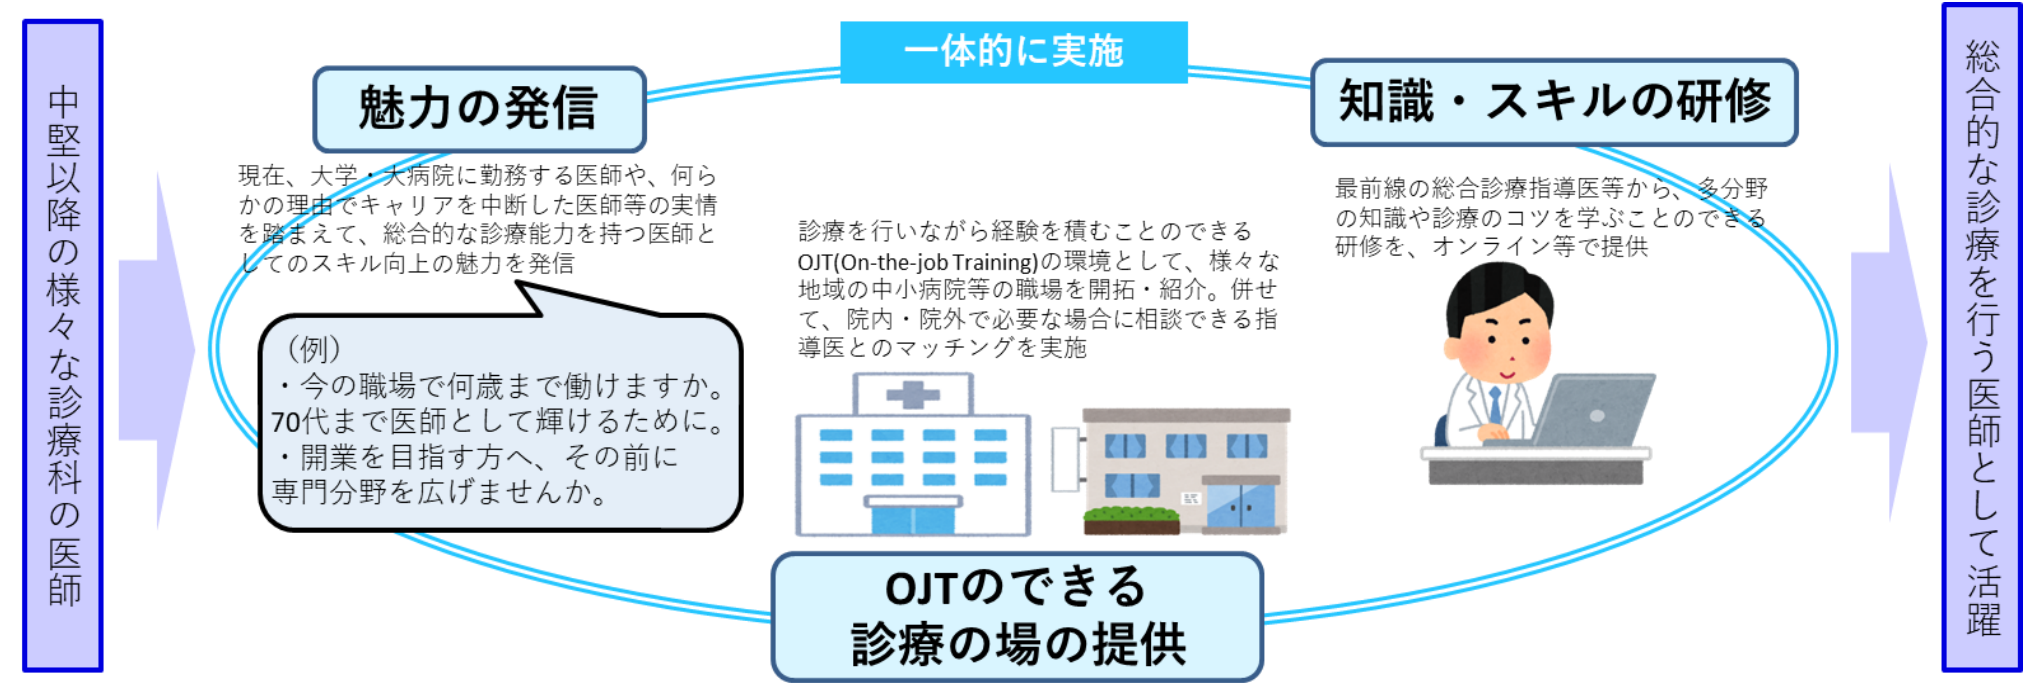 中堅以降の様々な診療科の医師
一体的に実施
魅力の発信
現在、大学・大病院に勤務する医師や、何ら
かの理由でキャリアを中断した医師等の実情
を踏まえて、総合的な診療能力を持つ医師と
してのスキル向上の魅力を発信
(例)
・今の職場で何歳まで働けますか。
70代まで医師として輝けるために。
・開業を目指す方へ、その前に
専門分野を広げませんか。
診療を行いながら経験を積むことのできる
OJT(On-the-job Training)の環境として、様々な
地域の中小病院等の職場を開拓・紹介。併せ
て、院内・院外で必要な場合に相談できる指
導医とのマッチングを実施
OJTのできる
診療の場の提供
知識・スキルの研修
最前線の総合診療指導医等から、多分野
の知識や診療のコツを学ぶことのできる
研修を、オンライン等で提供
総合的な診療を行う医師として活躍